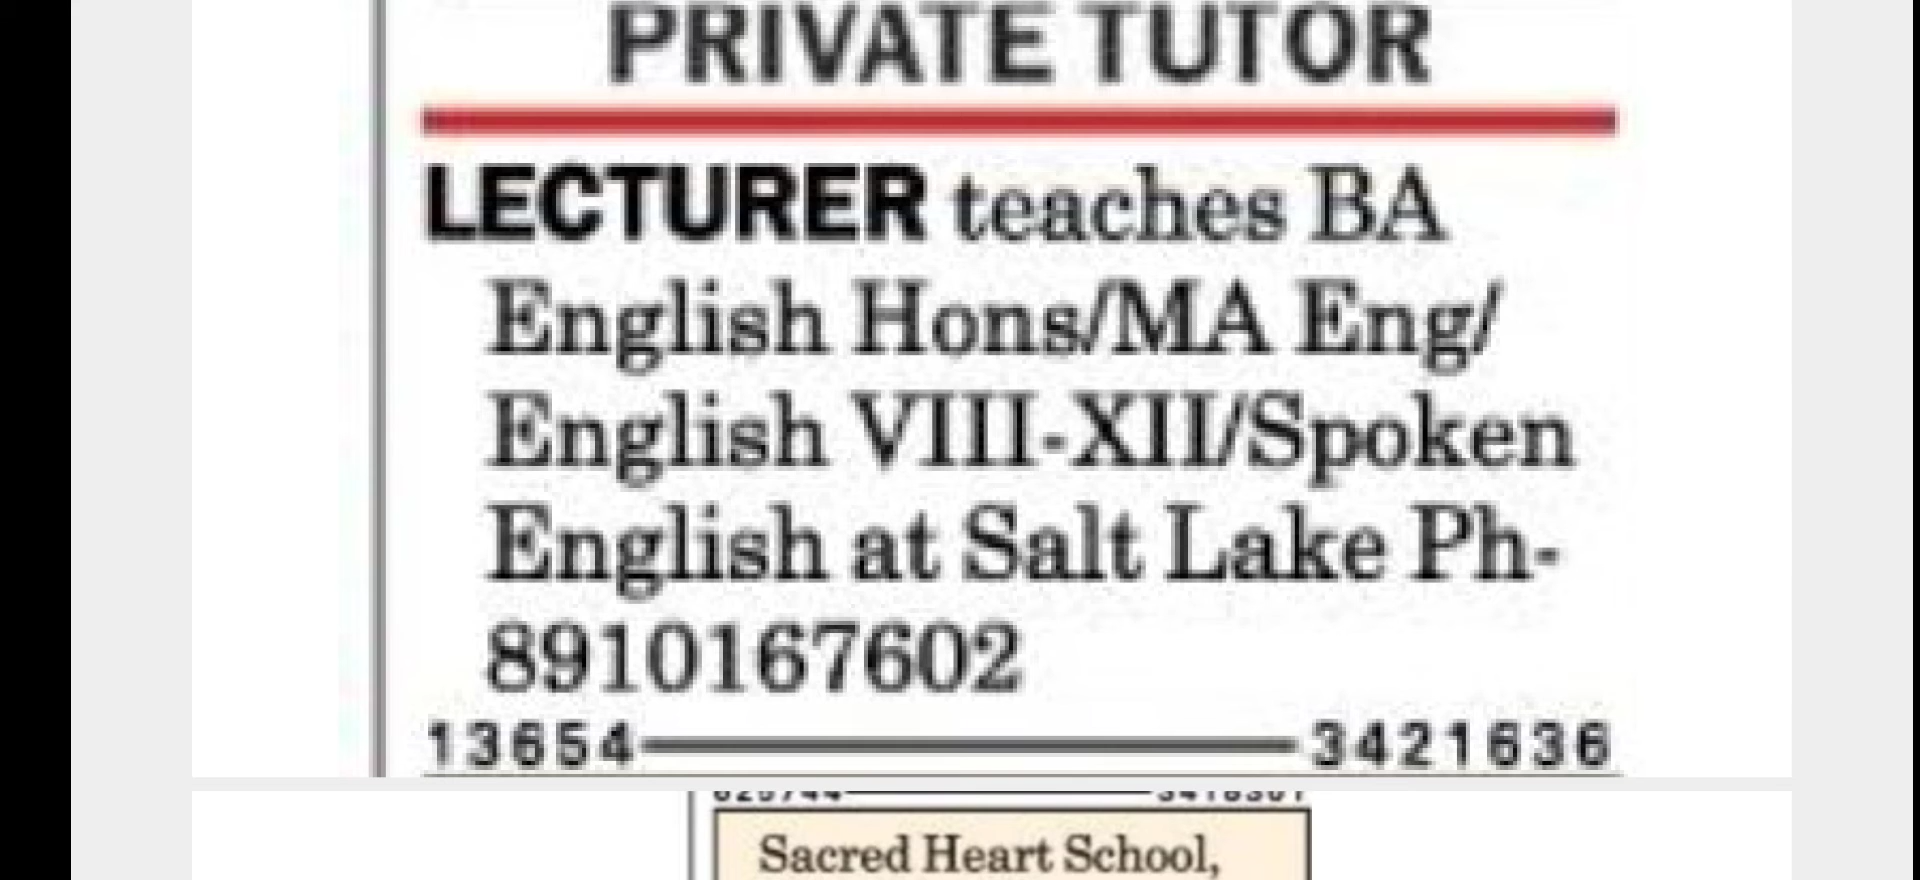 PRIVATE TUTOR
LECTURER teaches BA
English Hons/MA Eng/
English VIII-XII/Spoken
English at Salt Lake Ph-
8910167602
13654 3421636
Sacred Heart School,